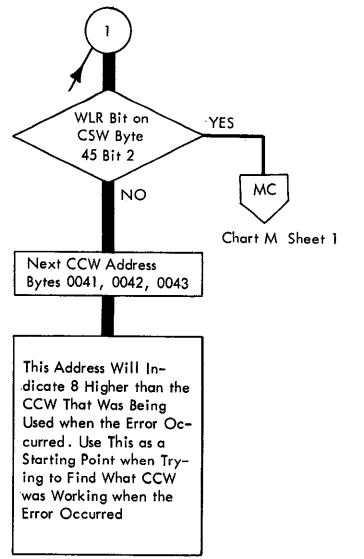 1
WLR Bit on
CSW Byte
45 Bit 2
YES
NO
MC
Chart M Sheet 1
Next CCW Address
Bytes 0041, 0042, 0043
This Address Will In-
dicate 8 Higher than the
CCW That Was Being
Used when the Error Oc-
curred. Use This as a
Starting Point when Try-
ing to Find What CCW
was Working when the
Error Occurred